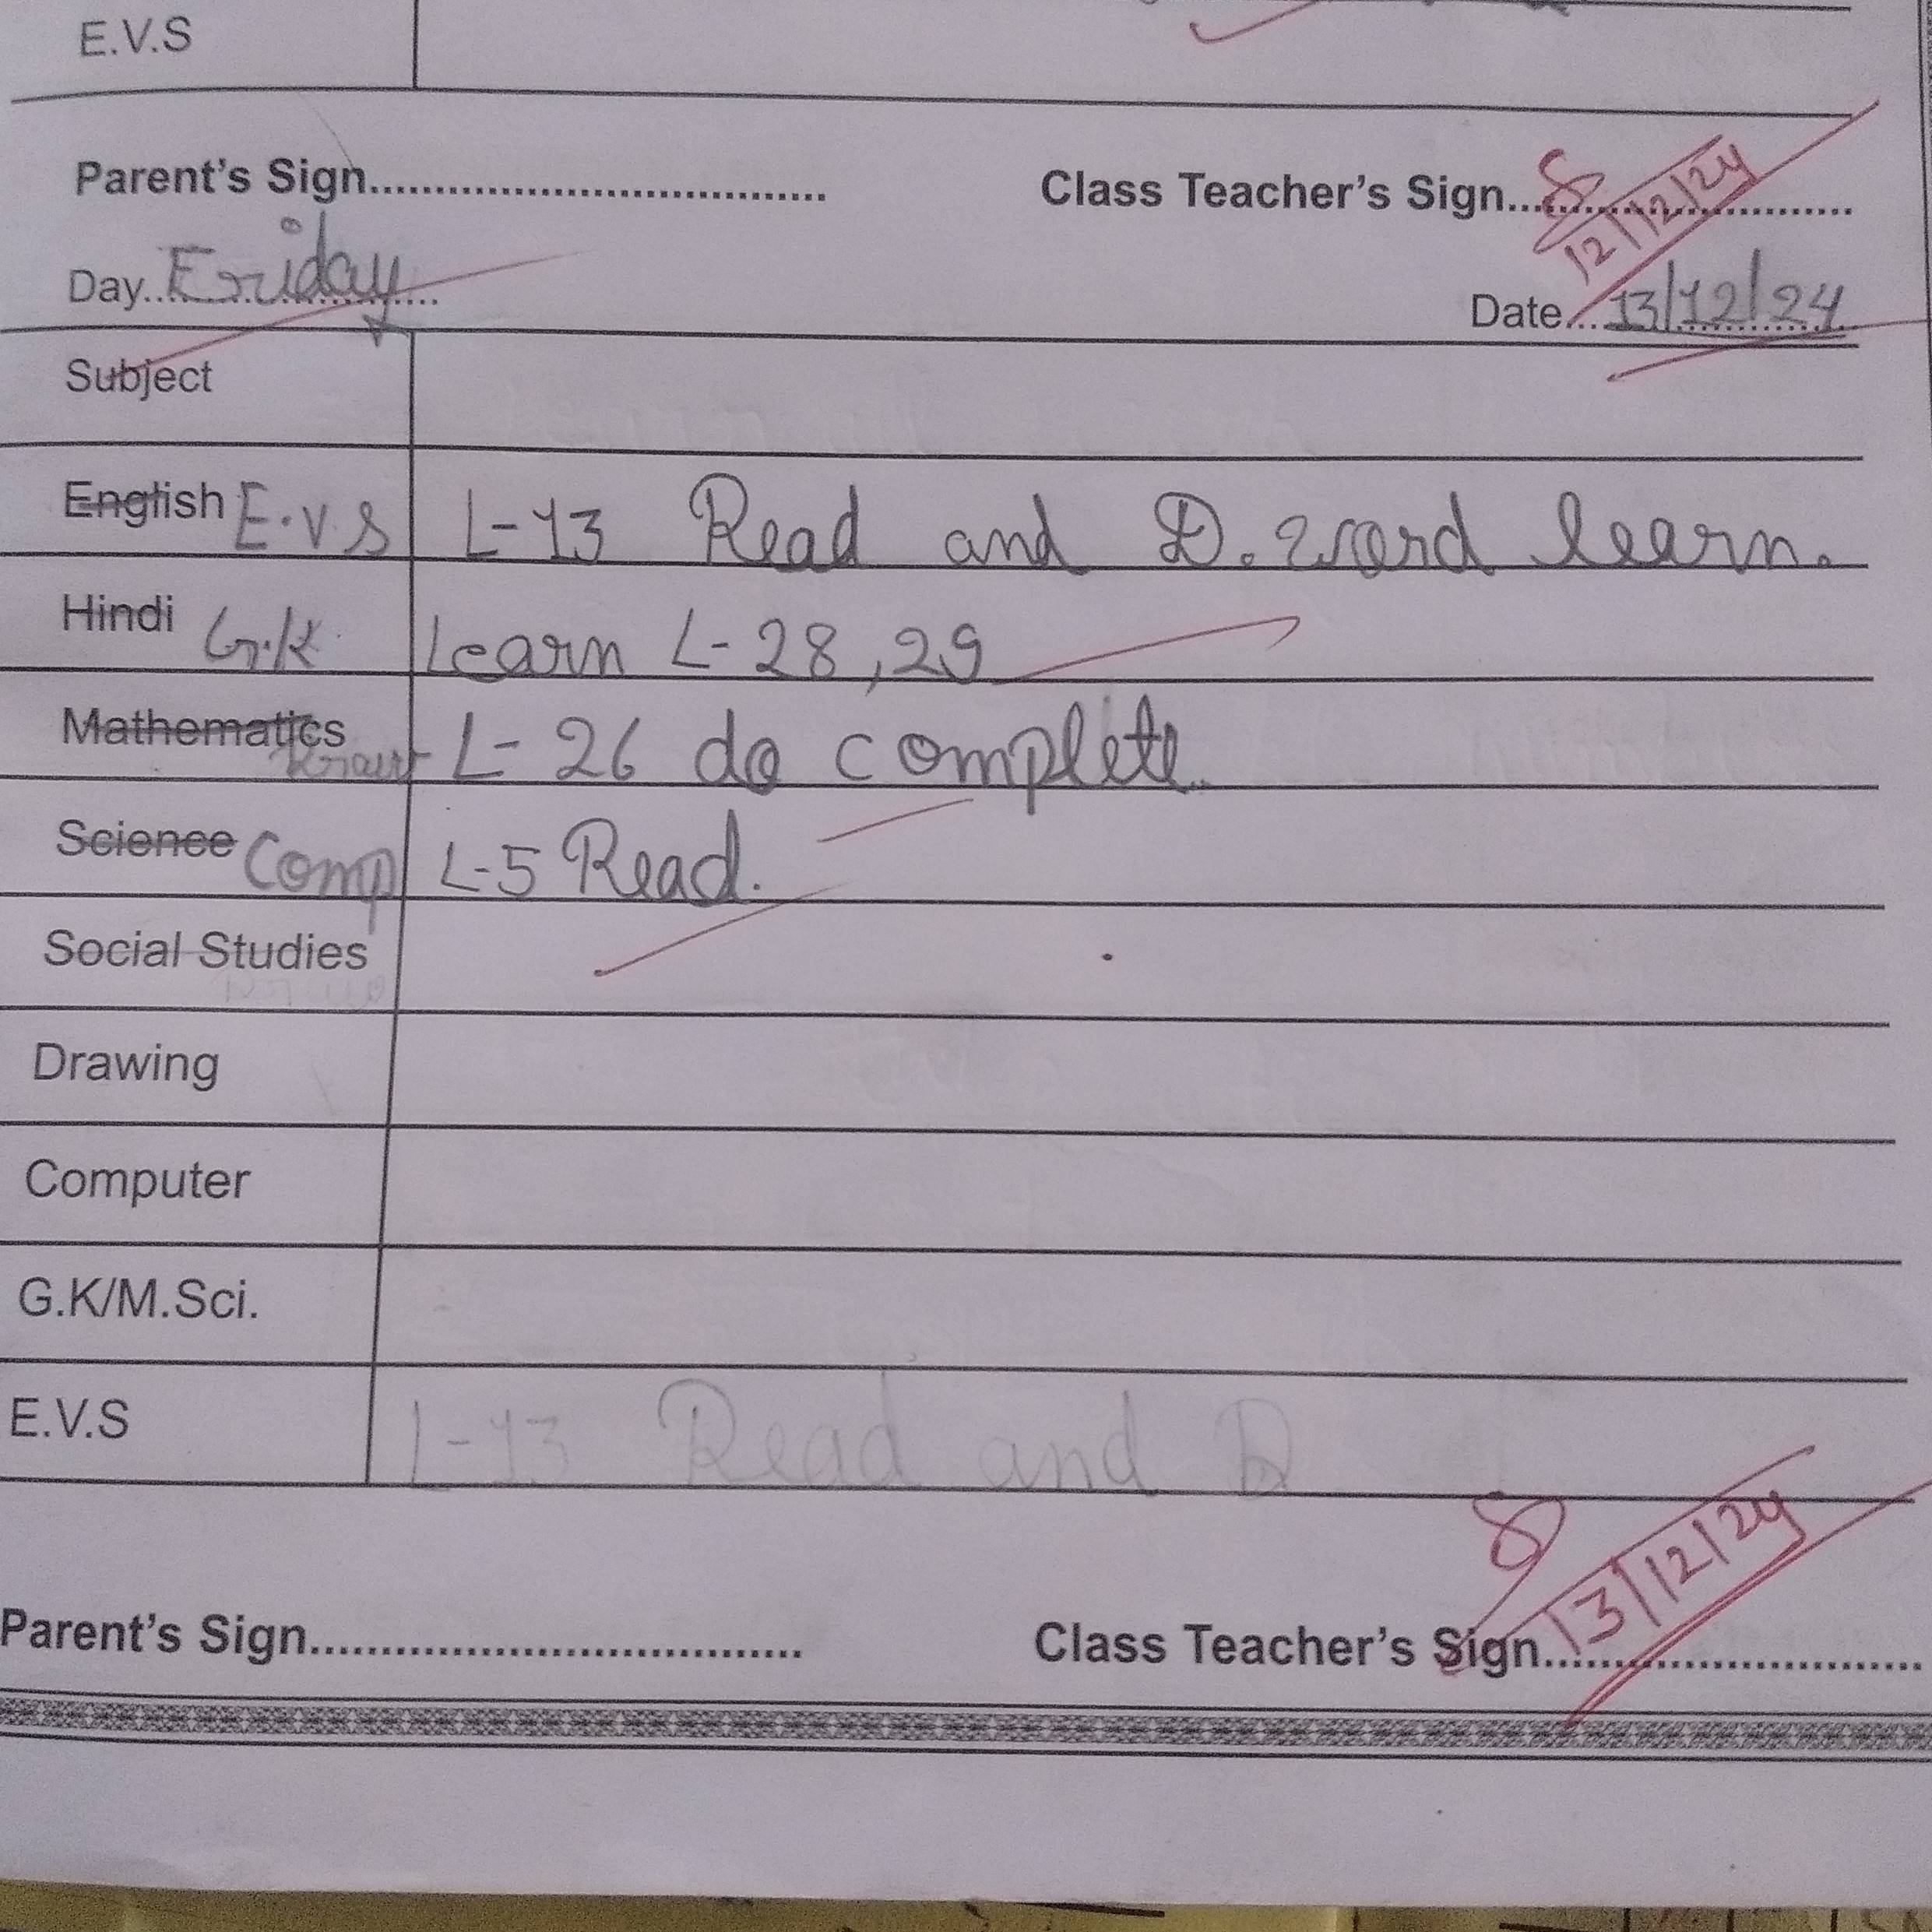 E.V.S
Parent's Sign.......................................
Class Teacher's Sign..............................
12/12/24
Day.. Friday
Date... 13/12/24
Subject
English E.V.S L-13 Read and D.word learn.
Hindi G.K Learn L-28,29
Mathematics L-26 do complete.
Science Comp L-5 Read.
Social Studies
Drawing
Computer
G.K/M.Sci.
E.V.S L-13 Read and D
Parent's Sign.......................................
Class Teacher's Sign..............................
13/12/24